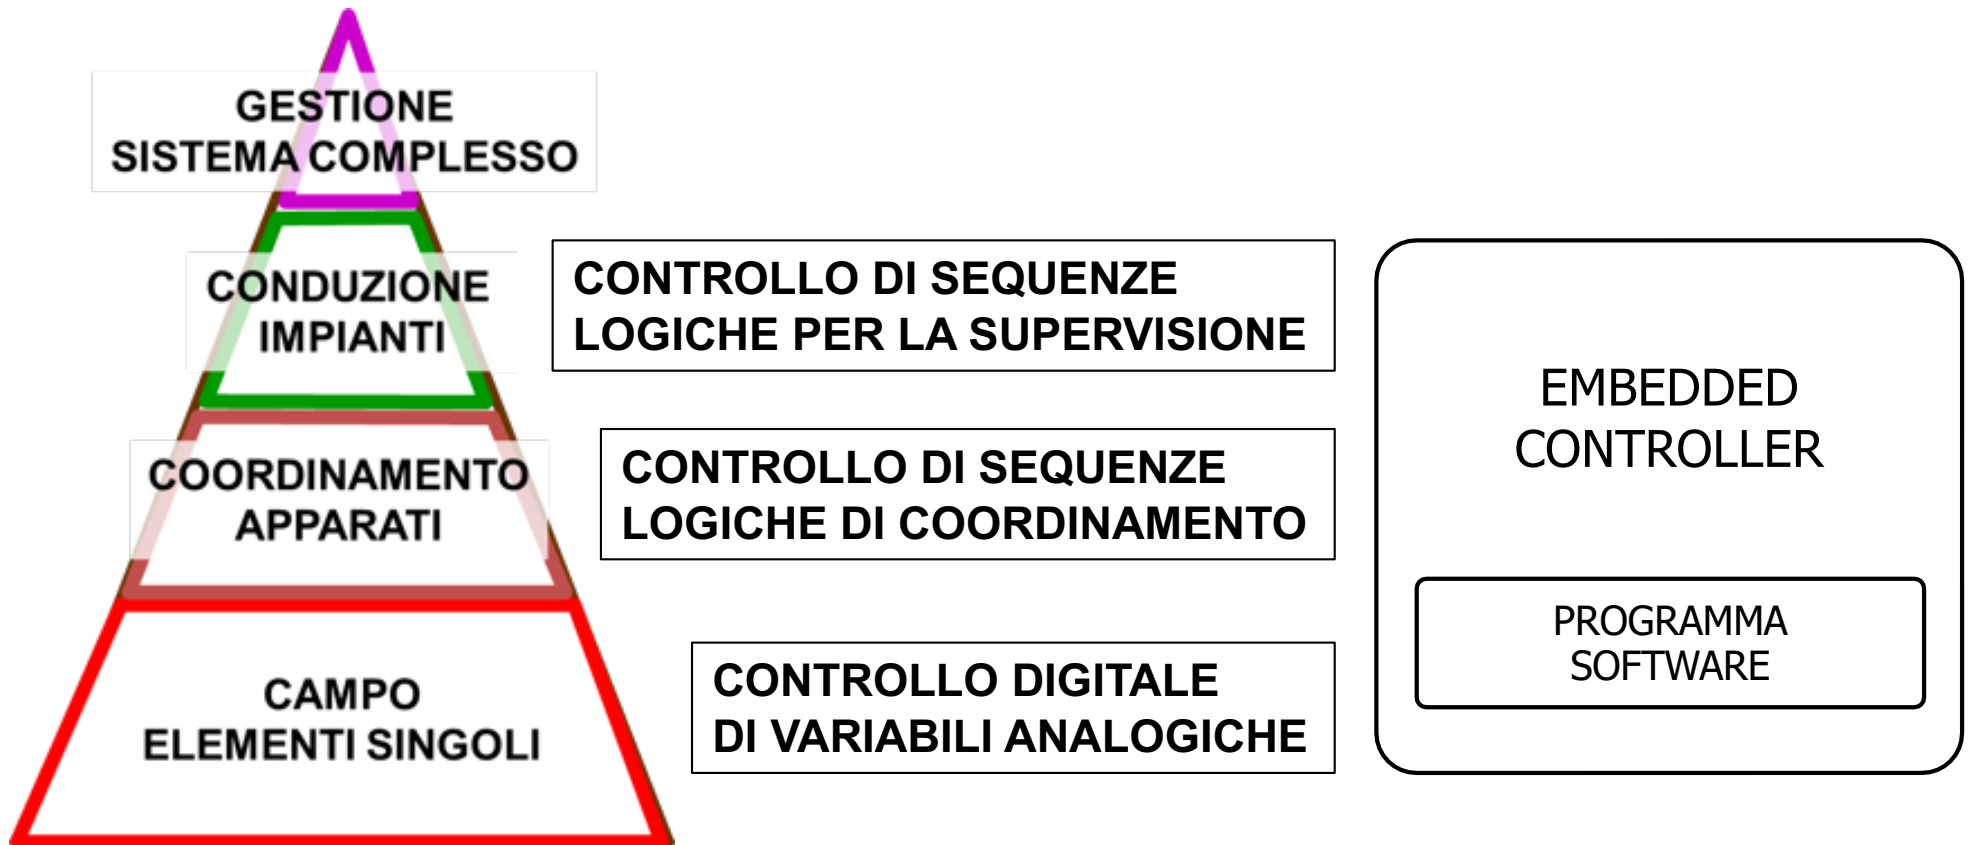 GESTIONE
SISTEMA COMPLESSO
CONDUZIONE
IMPIANTI
CONTROLLO DI SEQUENZE
LOGICHE PER LA SUPERVISIONE
COORDINAMENTO
APPARATI
CONTROLLO DI SEQUENZE
LOGICHE DI COORDINAMENTO
CAMPO
ELEMENTI SINGOLI
CONTROLLO DIGITALE
DI VARIABILI ANALOGICHE
EMBEDDED
CONTROLLER
PROGRAMMA
SOFTWARE